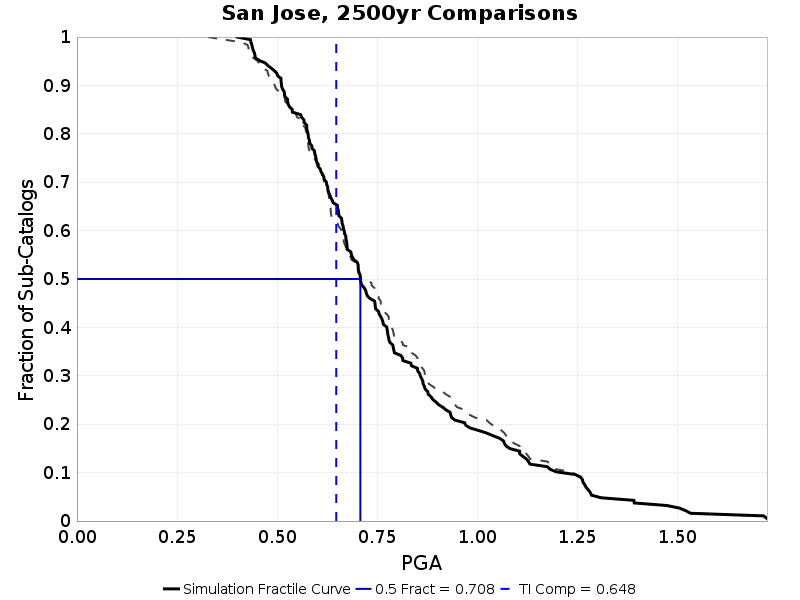 San Jose, 2500yr Comparisons
1
0.9
0.8
0.7
0.6
0.5
0.4
0.3
0.2
0.1
0
Fraction of Sub-Catalogs
0.00 0.25 0.50 0.75 1.00 1.25 1.50
PGA
Simulation Fractile Curve 0.5 Fract = 0.708 TI Comp = 0.648